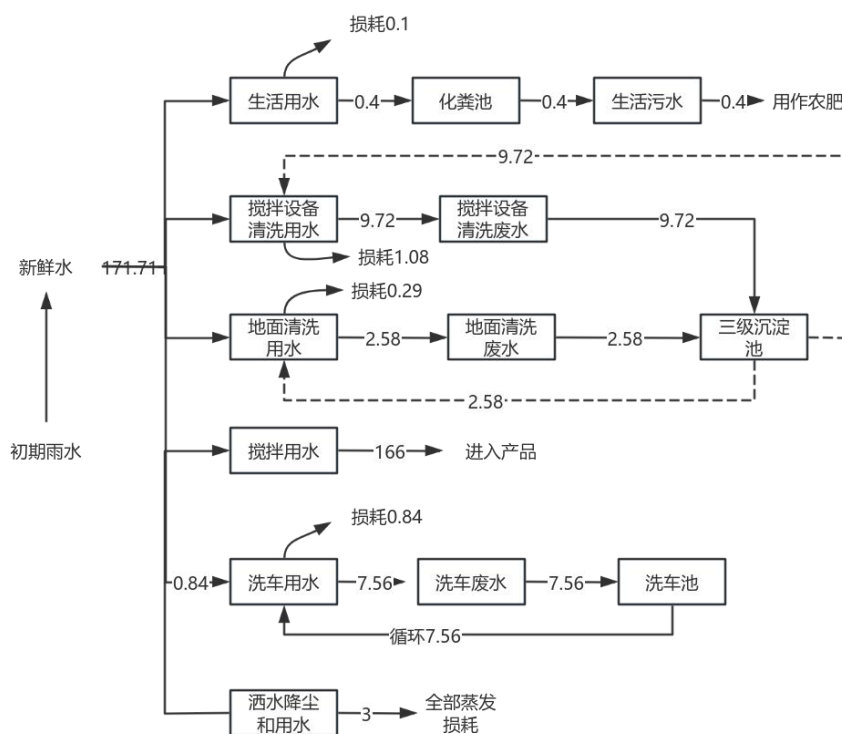 损耗0.1
生活用水
0.4
化粪池
0.4
生活污水
0.4
用作农肥
9.72
搅拌设备
清洗用水
9.72
搅拌设备
清洗废水
9.72
损耗1.08
新鲜水
171.71
损耗0.29
地面清洗
用水
2.58
地面清洗
废水
2.58
三级沉淀
池
2.58
初期雨水
搅拌用水
166
进入产品
损耗0.84
0.84
洗车用水
7.56
洗车废水
7.56
洗车池
循环7.56
洒水降尘
和用水
3
全部蒸发
损耗